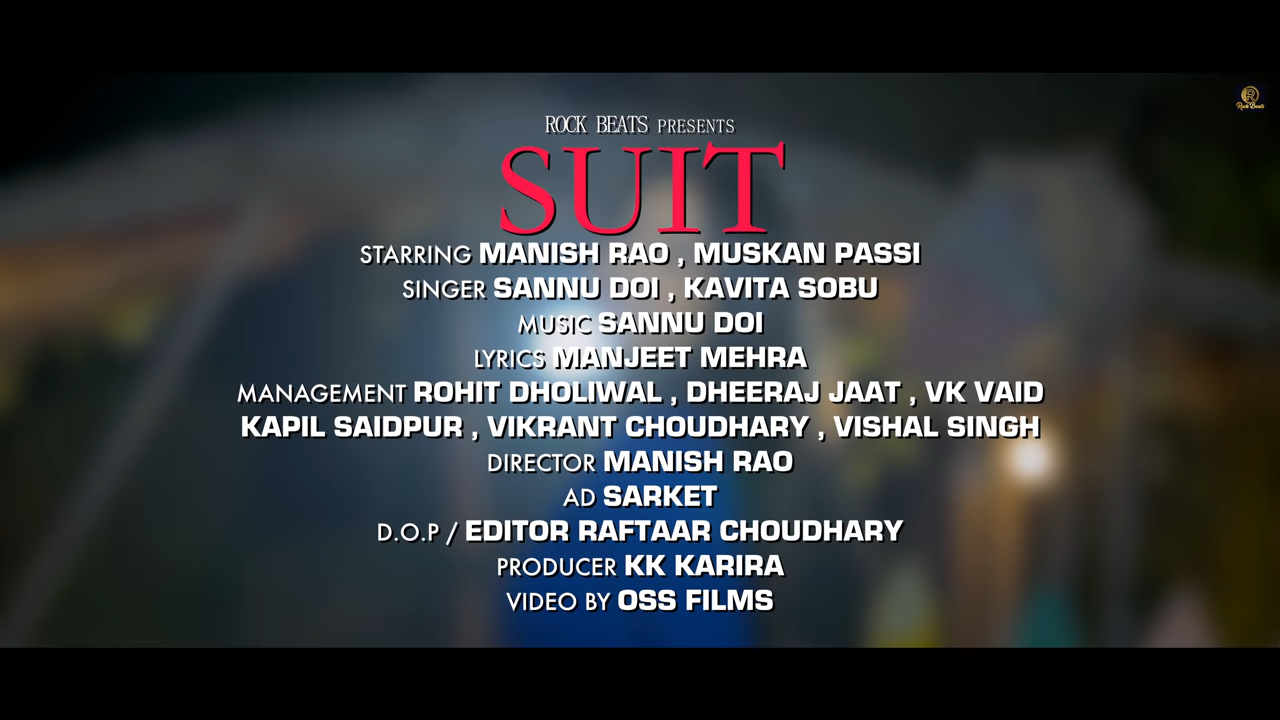 ROCK BEATS PRESENTS
Rock Beats
SUIT
STARRING MANISH RAO , MUSKAN PASSI
SINGER SANNU DOI , KAVITA SOBU
MUSIC SANNU DOI
LYRICS MANJEET MEHRA
MANAGEMENT ROHIT DHOLIWAL , DHEERAJ JAAT , VK VAID
KAPIL SAIDPUR , VIKRANT CHOUDHARY , VISHAL SINGH
DIRECTOR MANISH RAO
AD SARKET
D.O.P / EDITOR RAFTAAR CHOUDHARY
PRODUCER KK KARIRA
VIDEO BY OSS FILMS